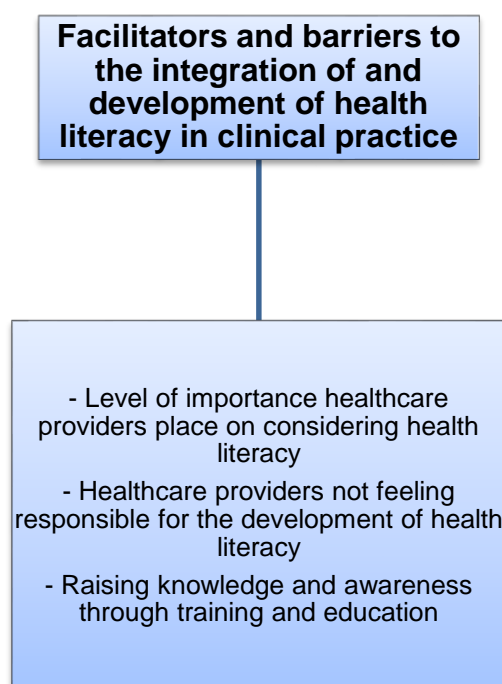 Facilitators and barriers to
the integration of and
development of health
literacy in clinical practice
- Level of importance healthcare
providers place on considering health
literacy
- Healthcare providers not feeling
responsible for the development of health
literacy
- Raising knowledge and awareness
through training and education